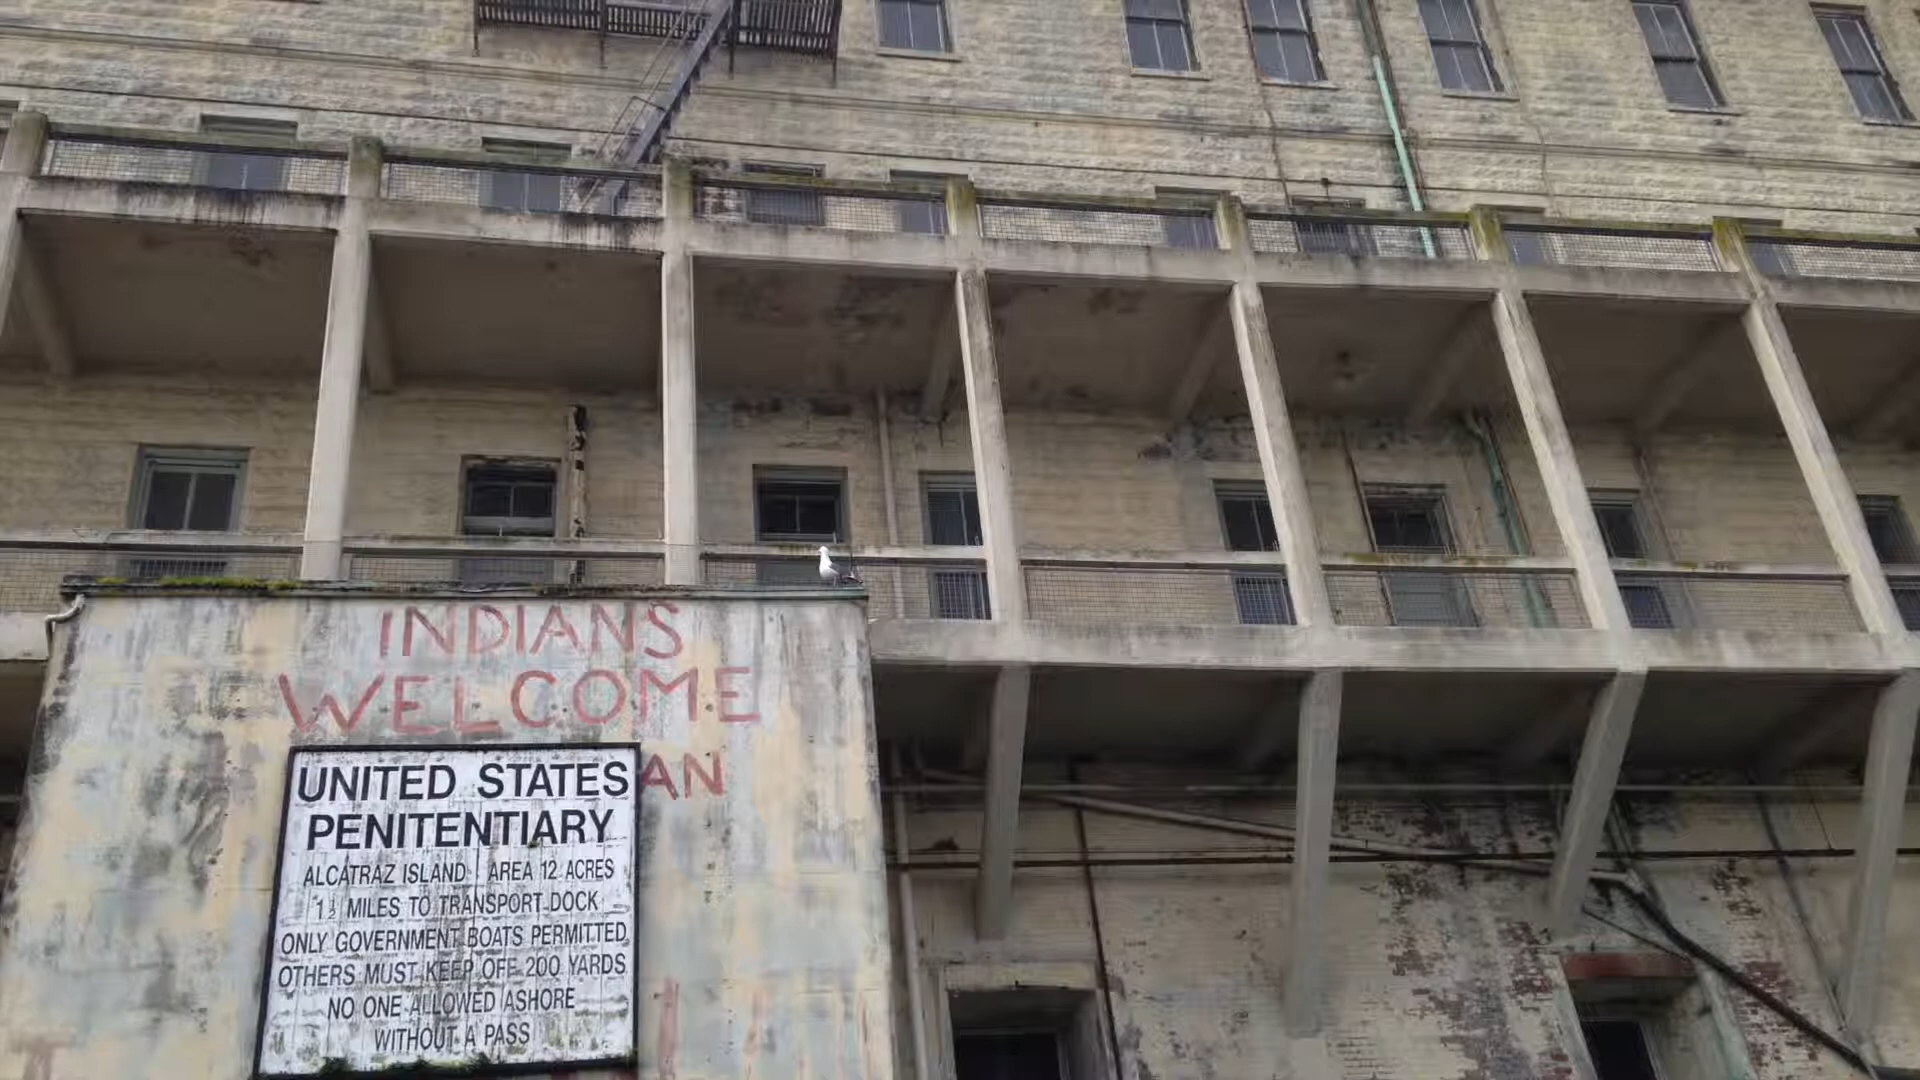 INDIANS
WELCOME
AN
UNITED STATES
PENITENTIARY
ALCATRAZ ISLAND AREA 12 ACRES
1½ MILES TO TRANSPORT DOCK
ONLY GOVERNMENT BOATS PERMITTED
OTHERS MUST KEEP OFF 200 YARDS
NO ONE ALLOWED ASHORE
WITHOUT A PASS